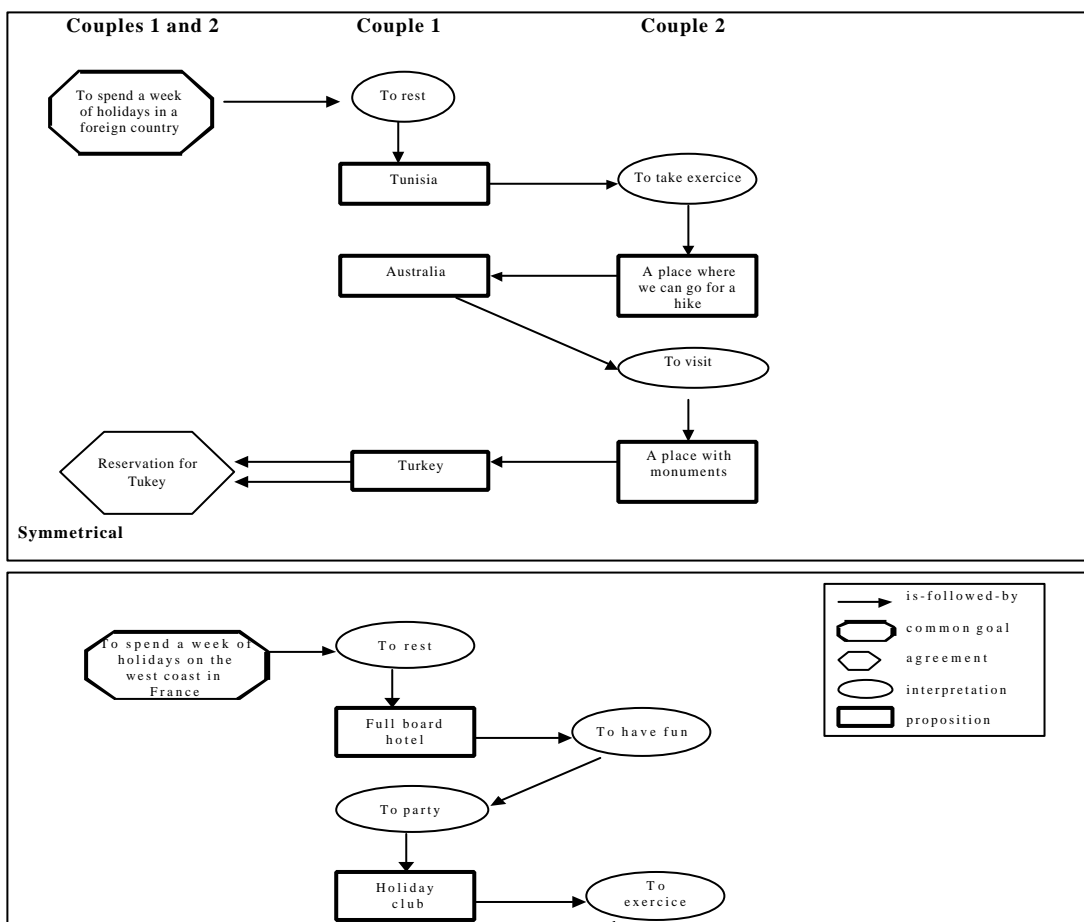 Couples 1 and 2
Couple 1
Couple 2
To spend a week
of holidays in a
foreign country
To rest
Tunisia
To take exercice
Australia
A place where
we can go for a
hike
To visit
Reservation for
Tukey
Turkey
A place with
monuments
Symmetrical
To spend a week of
holidays on the
west coast in
France
To rest
Full board
hotel
To have fun
To party
Holiday
club
To
exercice
is-followed-by
common goal
agreement
interpretation
proposition